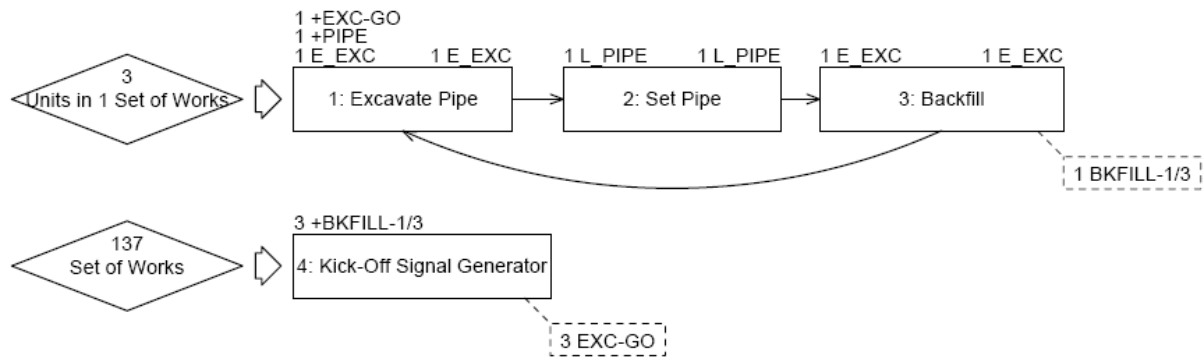 1 +EXC-GO
1 +PIPE
1 E_EXC 1 E_EXC 1 L_PIPE 1 L_PIPE 1 E_EXC 1 E_EXC
3
Units in 1 Set of Works
1: Excavate Pipe
2: Set Pipe
3: Backfill
1 BKFILL-1/3
3 +BKFILL-1/3
137
Set of Works
4: Kick-Off Signal Generator
3 EXC-GO